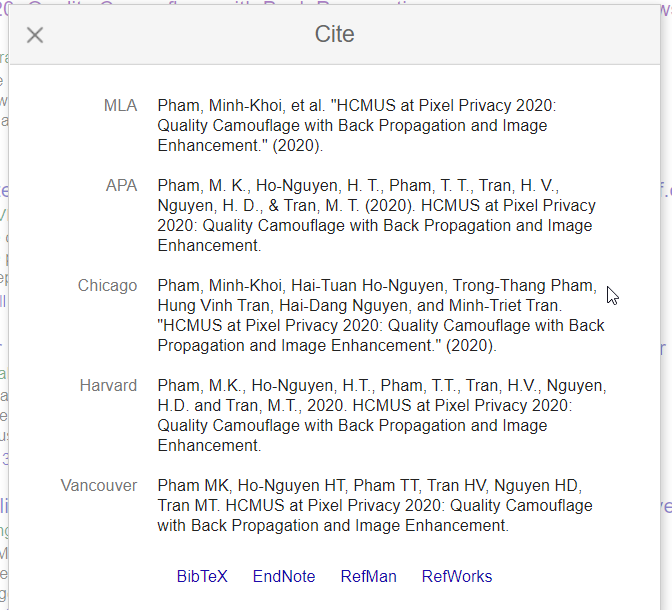 Cite
MLA
Pham, Minh-Khoi, et al. "HCMUS at Pixel Privacy 2020:
Quality Camouflage with Back Propagation and Image
Enhancement." (2020).
APA
Pham, M. K., Ho-Nguyen, H. T., Pham, T. T., Tran, H. V.,
Nguyen, H. D., & Tran, M. T. (2020). HCMUS at Pixel Privacy
2020: Quality Camouflage with Back Propagation and Image
Enhancement.
Chicago
Pham, Minh-Khoi, Hai-Tuan Ho-Nguyen, Trong-Thang Pham,
Hung Vinh Tran, Hai-Dang Nguyen, and Minh-Triet Tran.
"HCMUS at Pixel Privacy 2020: Quality Camouflage with Back
Propagation and Image Enhancement." (2020).
Harvard
Pham, M.K., Ho-Nguyen, H.T., Pham, T.T., Tran, H.V., Nguyen,
H.D. and Tran, M.T., 2020. HCMUS at Pixel Privacy 2020:
Quality Camouflage with Back Propagation and Image
Enhancement.
Vancouver
Pham MK, Ho-Nguyen HT, Pham TT, Tran HV, Nguyen HD,
Tran MT. HCMUS at Pixel Privacy 2020: Quality Camouflage
with Back Propagation and Image Enhancement.
BibTeX EndNote RefMan RefWorks